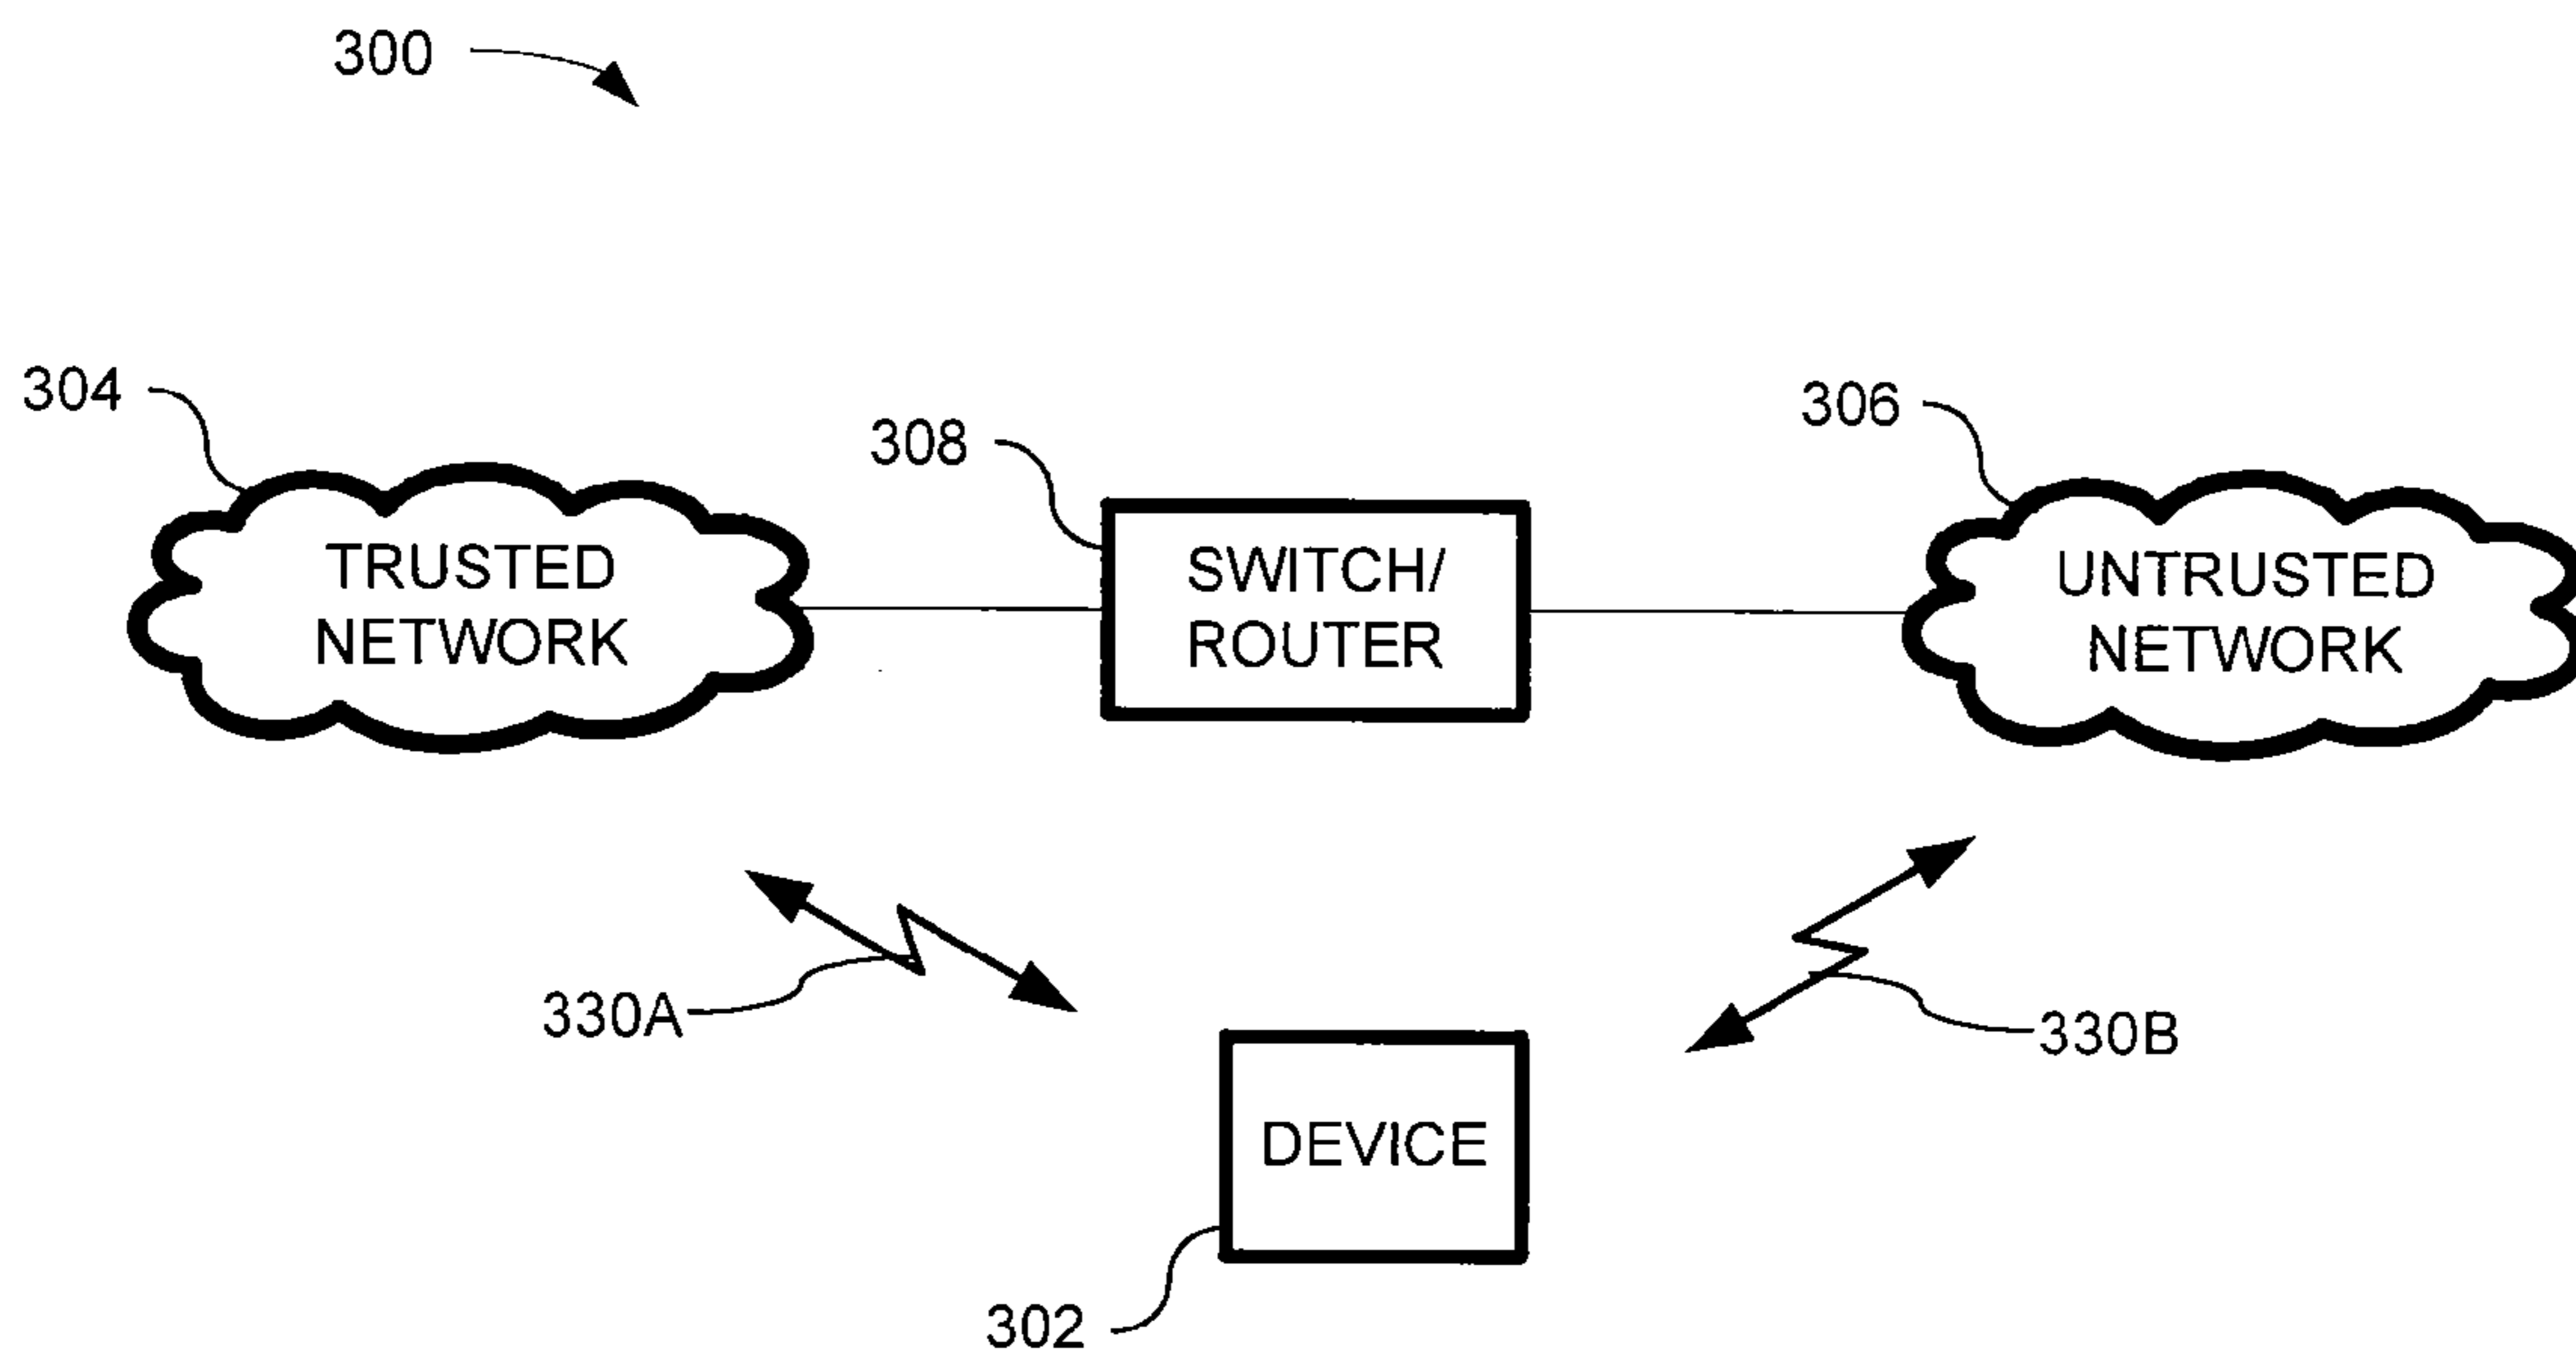 300
304
308
306
TRUSTED
NETWORK
SWITCH/
ROUTER
UNTRUSTED
NETWORK
330A
330B
DEVICE
302